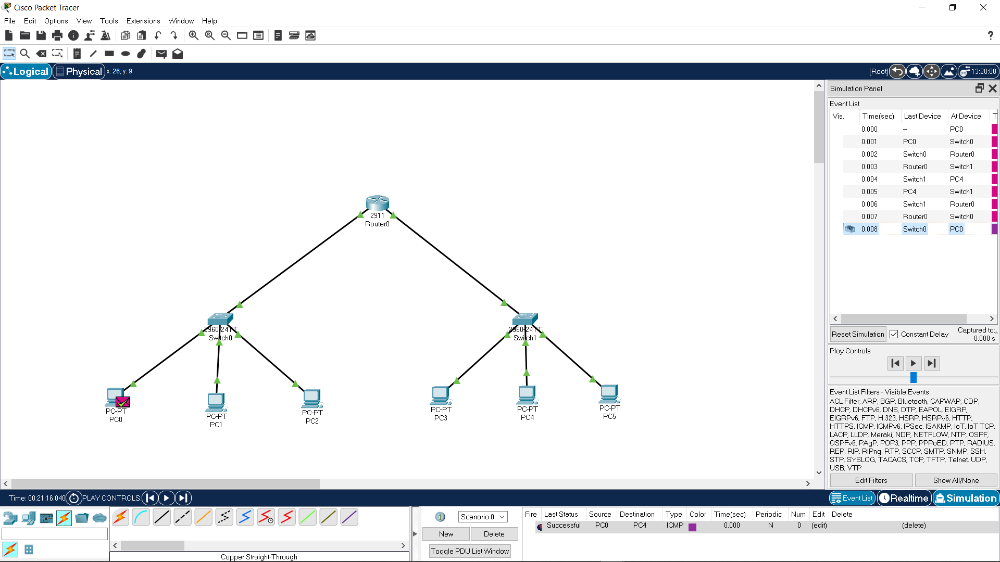 Cisco Packet Tracer
File Edit Options View Tools Extensions Window Help
?
Logical Physical x: 26, y: 9 [Root] 13:20:00
Simulation Panel
Event List
Vis. Time(sec) Last Device At Device T
0.000 -- PC0
0.001 PC0 Switch0
0.002 Switch0 Router0
0.003 Router0 Switch1
0.004 Switch1 PC4
0.005 PC4 Switch1
0.006 Switch1 Router0
0.007 Router0 Switch0
0.008 Switch0 PC0
2911
Router0
2960-24TT
Switch0
2960-24TT
Switch1
PC-PT
PC0
PC-PT
PC1
PC-PT
PC2
PC-PT
PC3
PC-PT
PC4
PC-PT
PC5
Reset Simulation Constant Delay Captured to:
0.008 s
Play Controls
Event List Filters - Visible Events
ACL Filter, ARP, BGP, Bluetooth, CAPWAP, CDP,
DHCP, DHCPv6, DNS, DTP, EAPOL, EIGRP,
EIGRPv6, FTP, H.323, HSRP, HSRPv6, HTTP,
HTTPS, ICMP, ICMPv6, IPSec, ISAKMP, IoT, IoT TCP,
LACP, LLDP, Meraki, NDP, NETFLOW, NTP, OSPF,
OSPFv6, PAgP, POP3, PPP, PPPoED, PTP, RADIUS,
REP, RIP, RIPng, RTP, SCCP, SMTP, SNMP, SSH,
STP, SYSLOG, TACACS, TCP, TFTP, Telnet, UDP,
USB, VTP
Edit Filters Show All/None
Time: 00:21:16.040 PLAY CONTROLS: Event List Realtime Simulation
Scenario 0
New Delete
Toggle PDU List Window
Copper Straight-Through
Fire Last Status Source Destination Type Color Time(sec) Periodic Num Edit Delete
Successful PC0 PC4 ICMP 0.000 N 0 (edit) (delete)